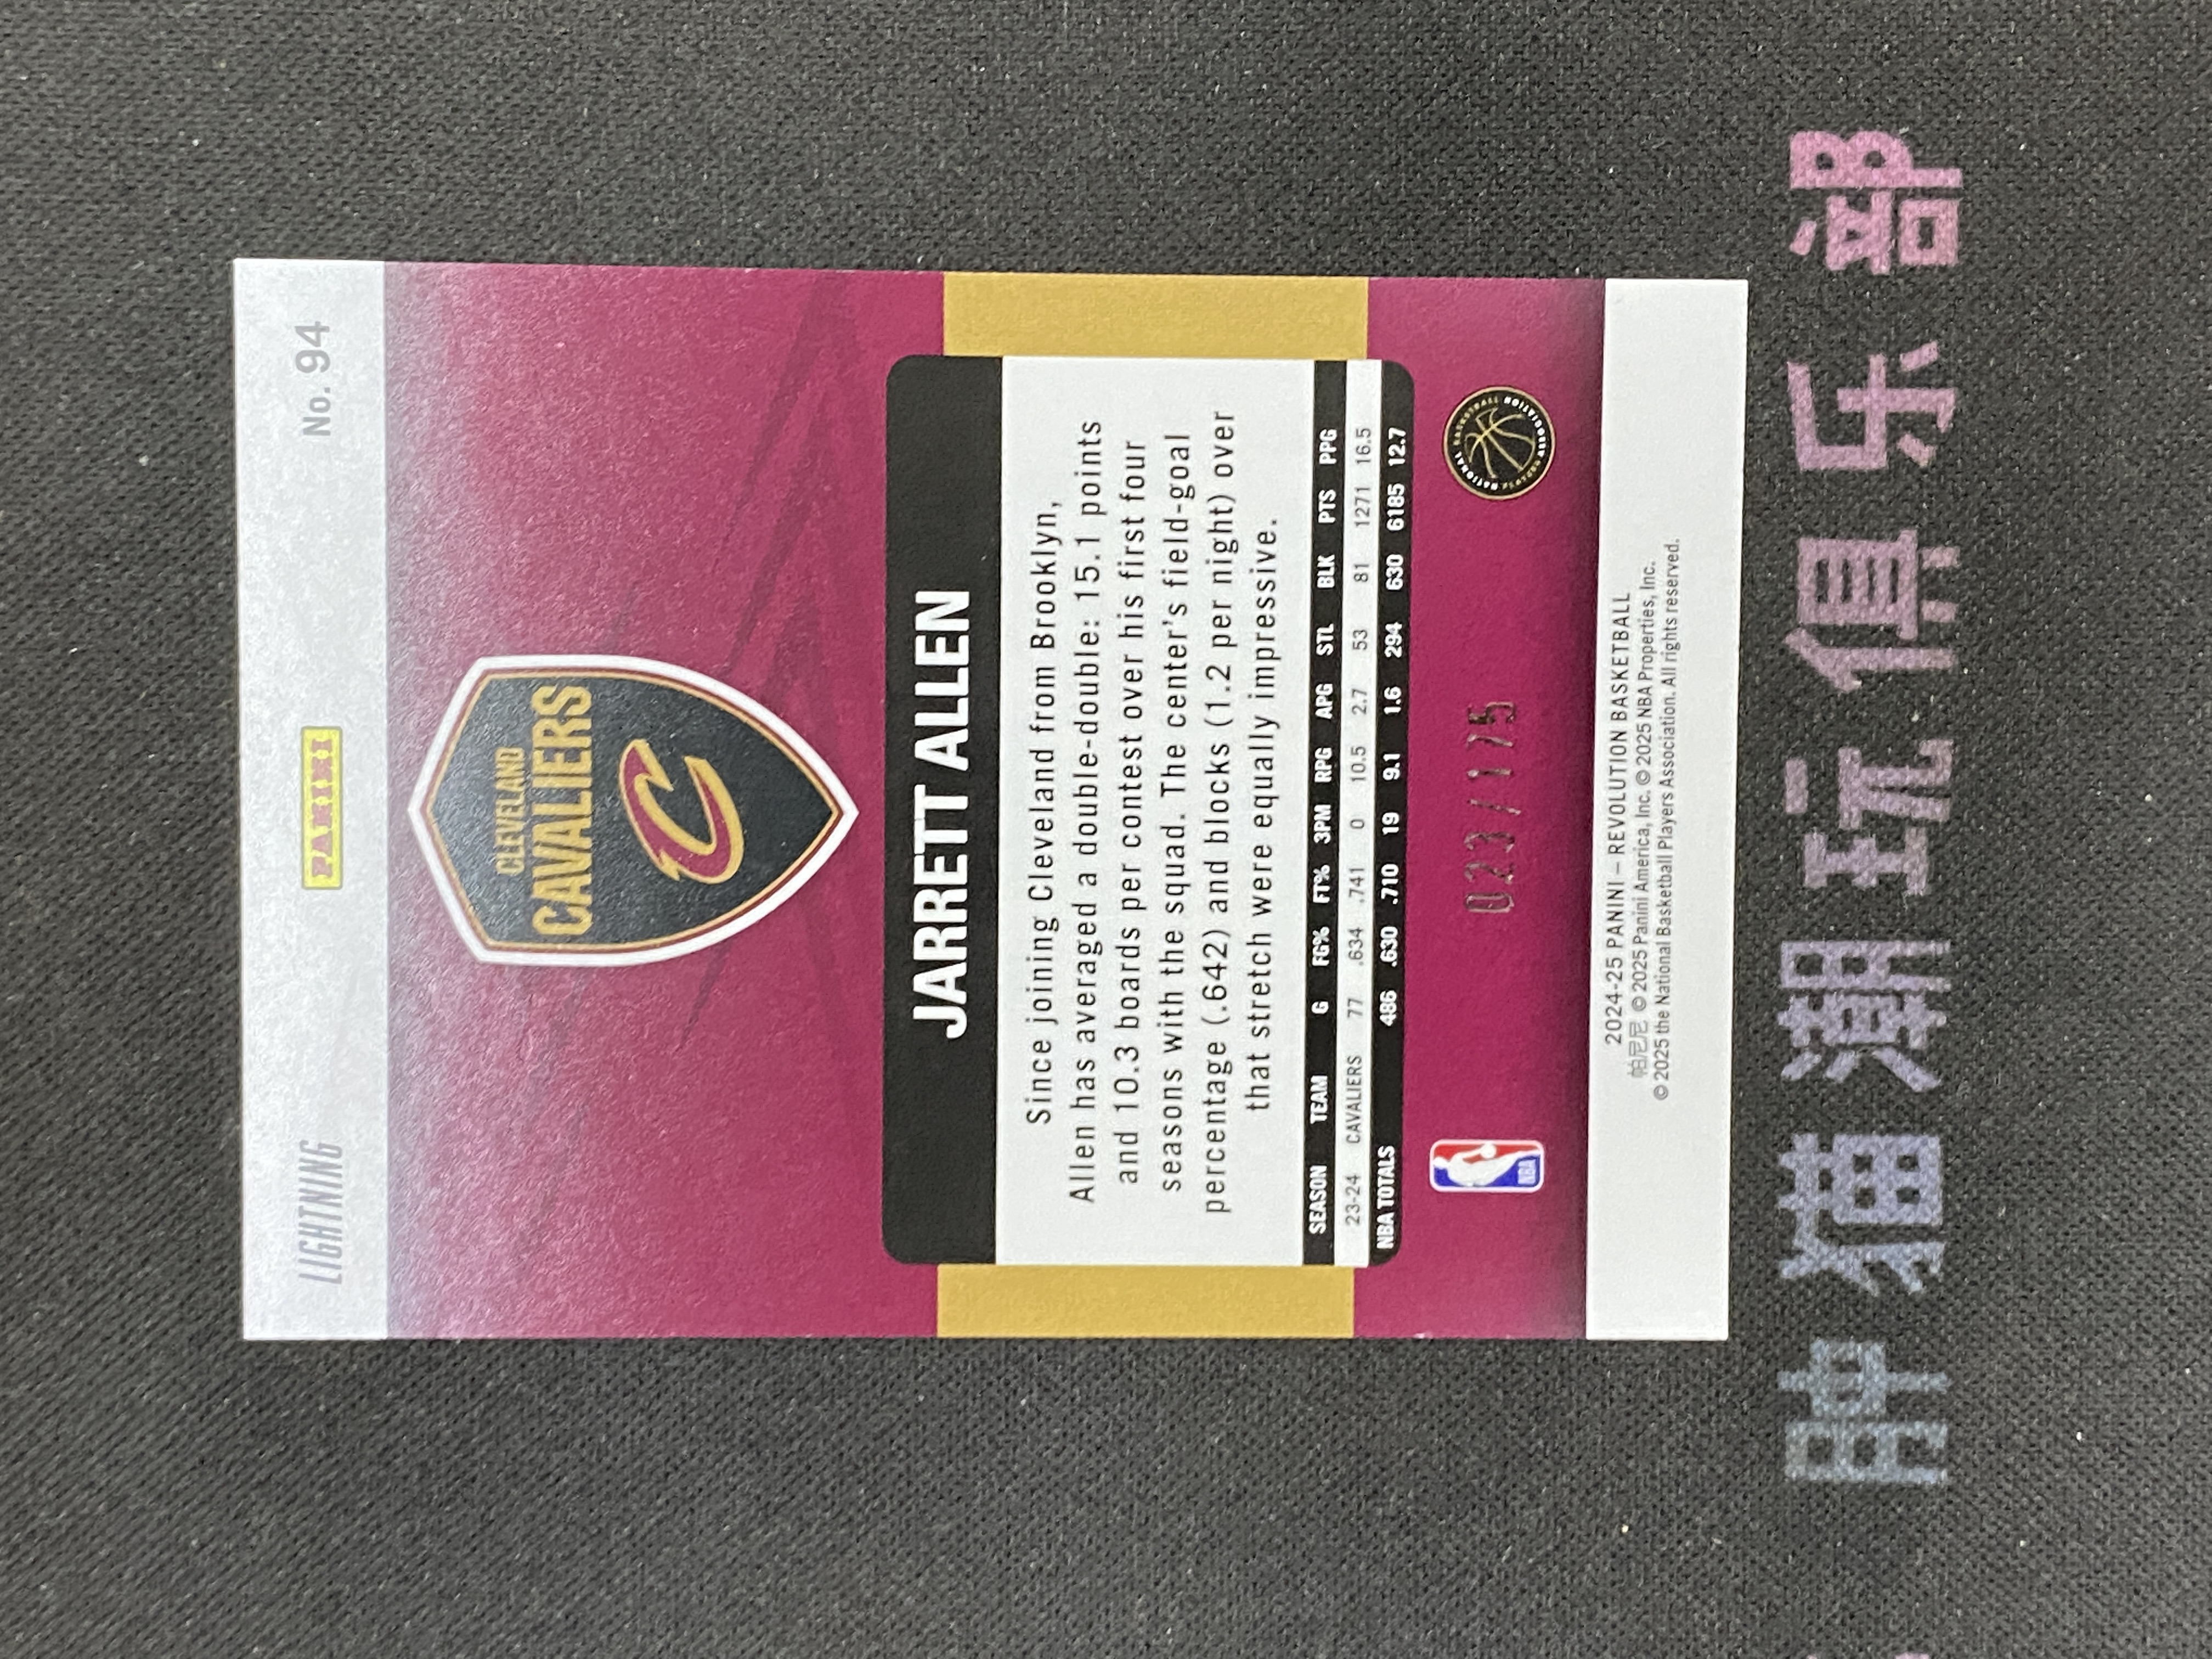 LIGHTNING
PANINI
No. 94
CLEVELAND
CAVALIERS
C
JARRETT ALLEN
Since joining Cleveland from Brooklyn,
Allen has averaged a double-double: 15.1 points
and 10.3 boards per contest over his first four
seasons with the squad. The center's field-goal
percentage (.642) and blocks (1.2 per night) over
that stretch were equally impressive.
SEASON TEAM G FG% FT% 3PM RPG APG STL BLK PTS PPG
23-24 CAVALIERS 77 .634 .741 0 10.5 2.7 53 81 1271 16.5
NBA TOTALS 486 .630 .710 19 9.1 1.6 294 630 6185 12.7
NBA
023/175
NATIONAL BASKETBALL ASSOCIATION
2024-25 PANINI – REVOLUTION BASKETBALL
帕尼尼 © 2025 Panini America, Inc. © 2025 NBA Properties, Inc.
© 2025 the National Basketball Players Association. All rights reserved.
胖猫潮玩俱乐部